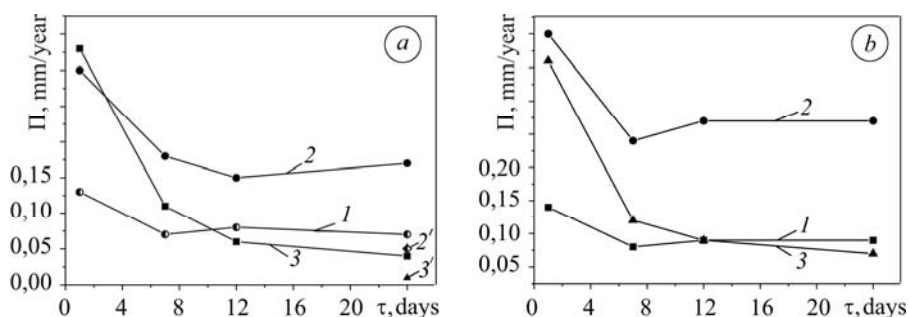 П, mm/year
a
0,15
0,10
0,05
0,00
2
1
3
2′
3′
0 4 8 12 16 20 τ, days
П, mm/year
b
0,20
0,15
0,10
0,05
2
1
3
0 4 8 12 16 20 τ, days